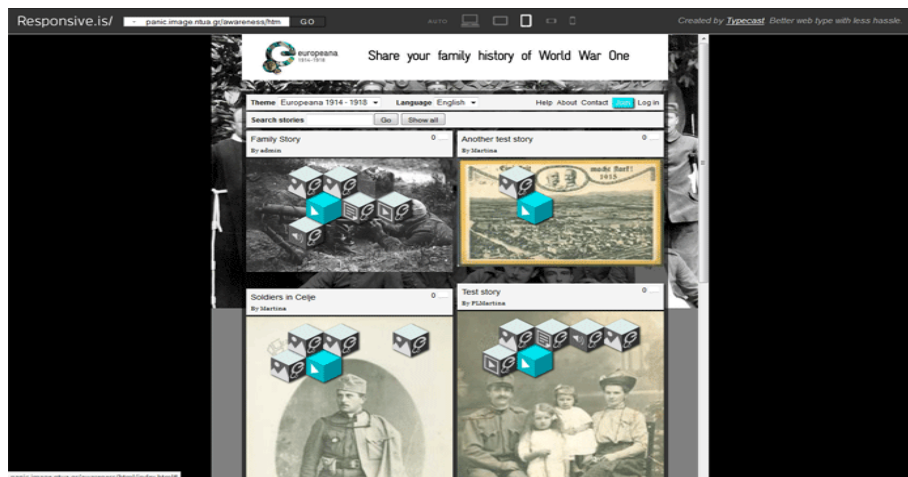 Responsive.is/ panic.image.ntua.gr/awareness/htm GO AUTO Created by Typecast. Better web type with less hassle.
europeana
1914-1918
Share your family history of World War One
Theme Europeana 1914 - 1918 Language English Help About Contact Join Log in
Search stories Go Show all
Family Story 0
By admin
Another test story 0
By Martina
1915
Soldiers in Celje 0
By Martina
Test story 0
By PLMartina